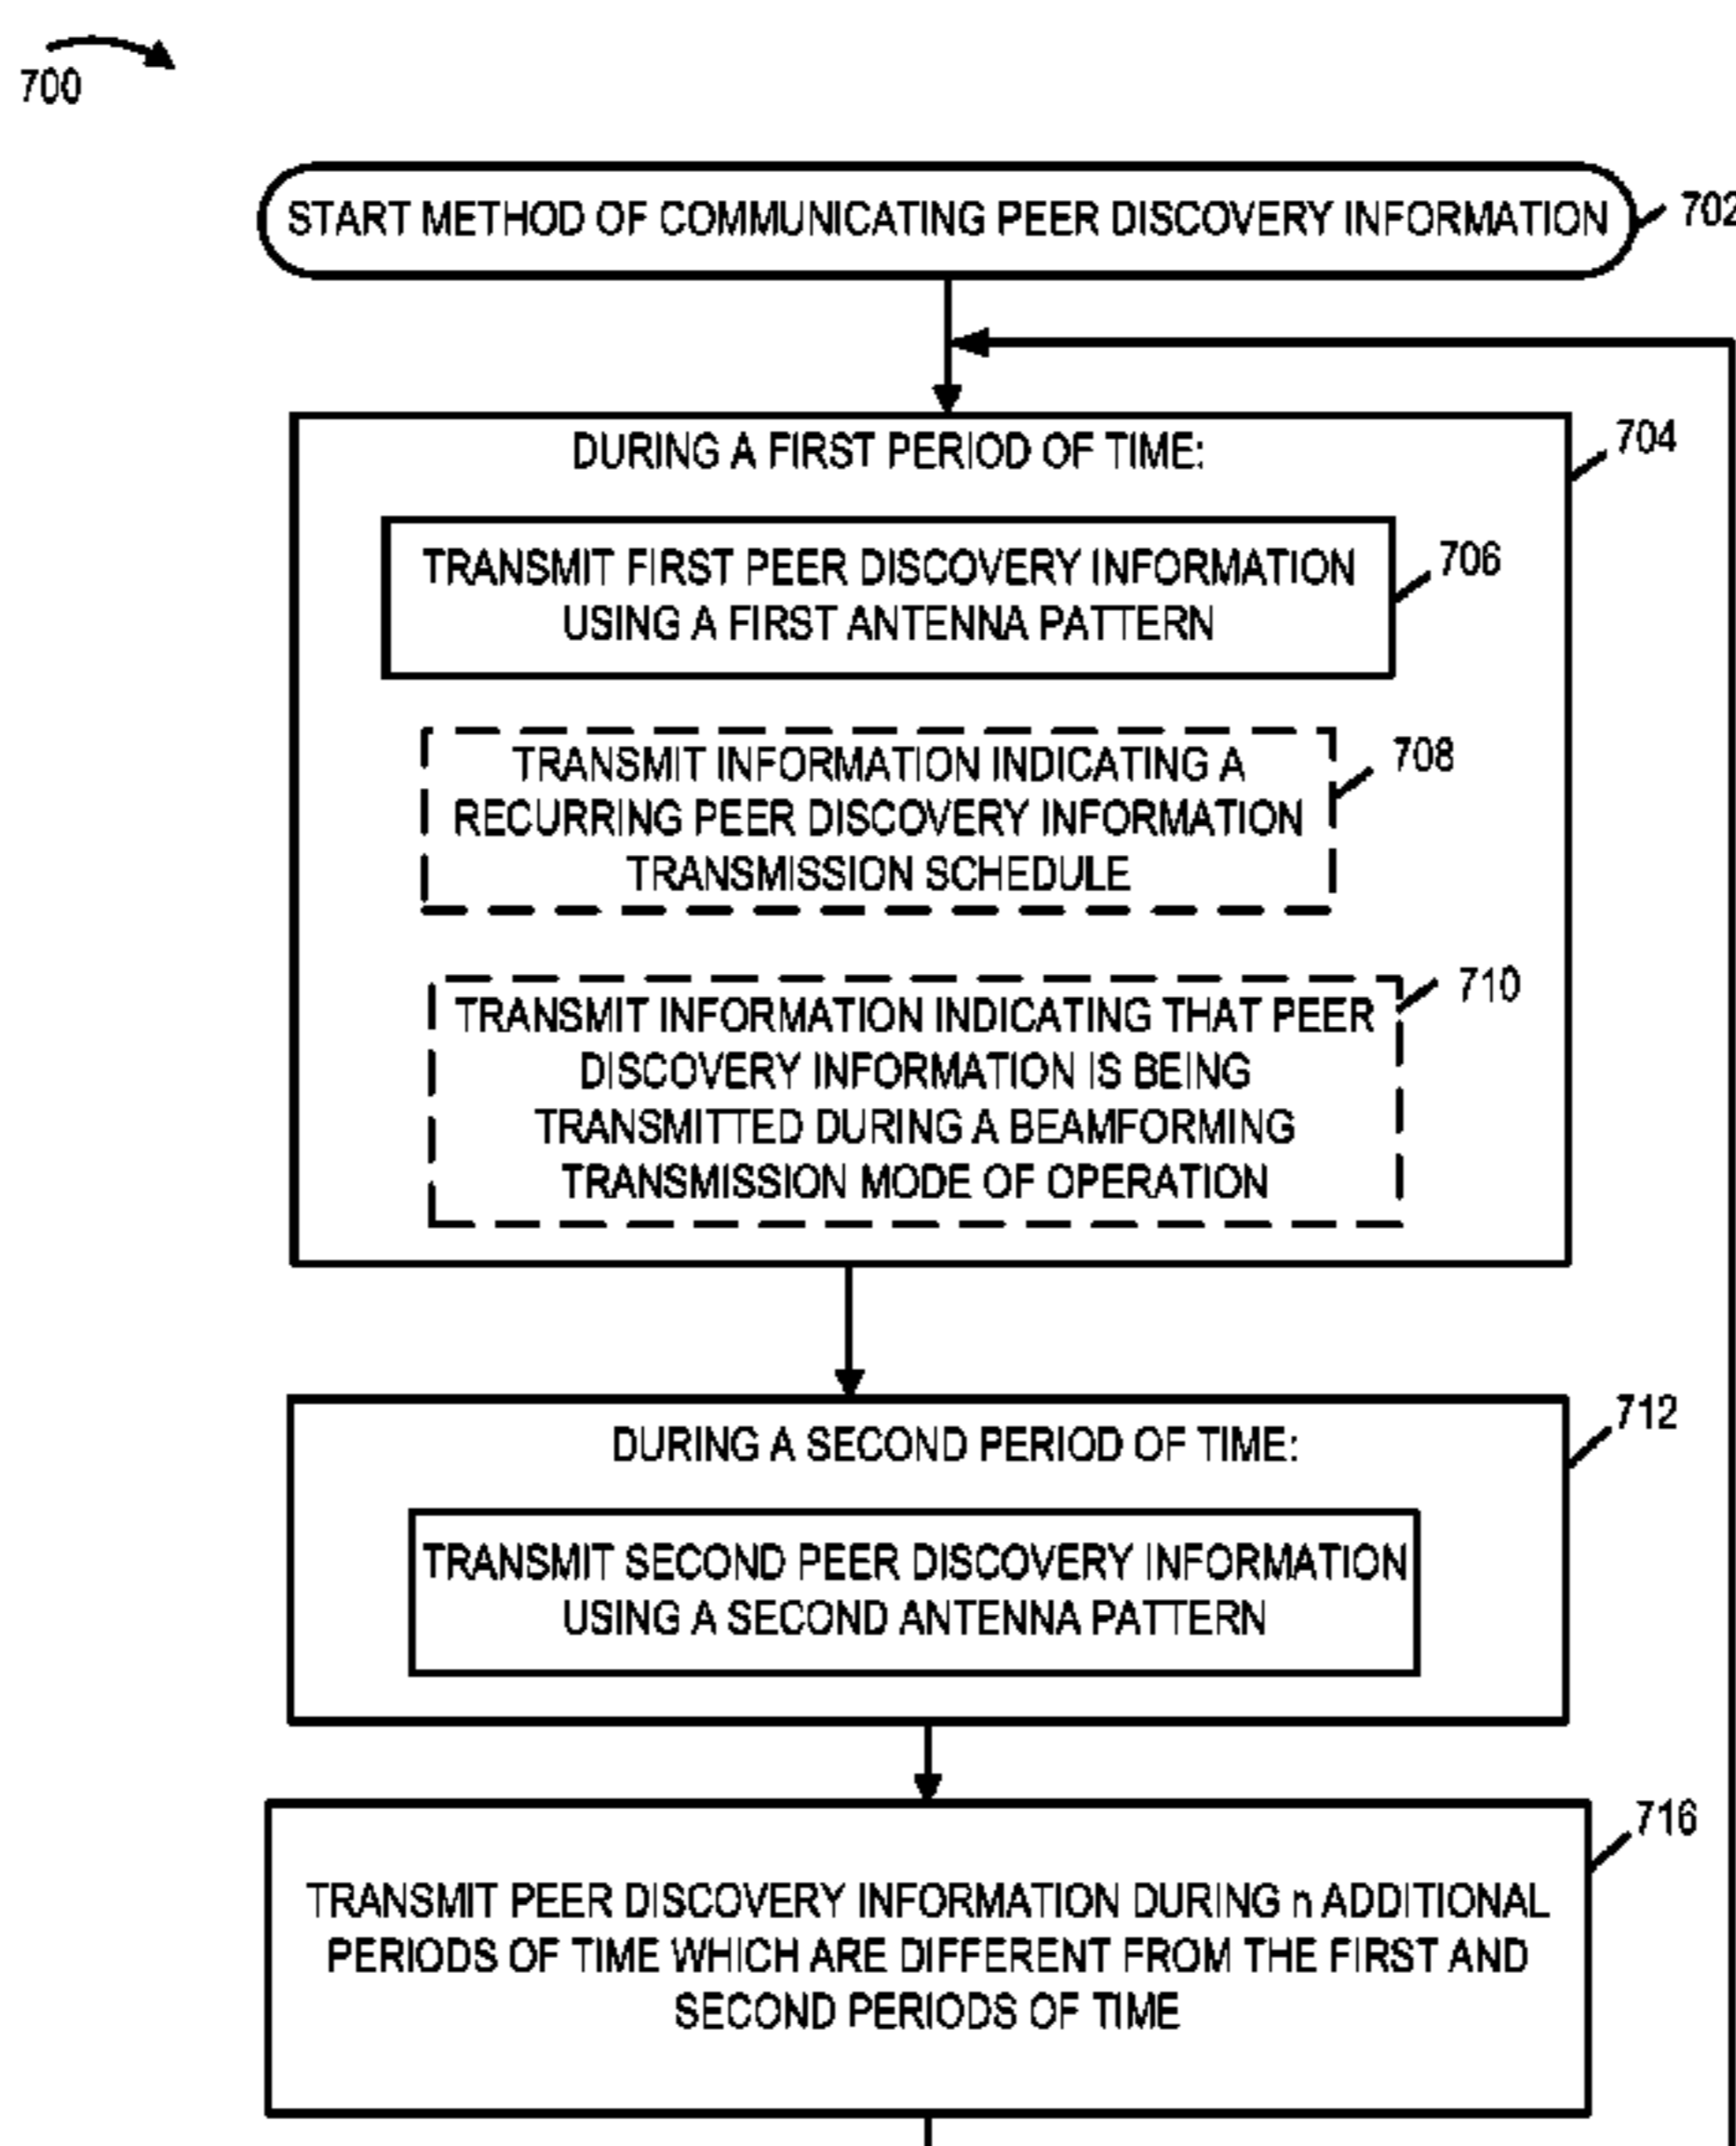 700
START METHOD OF COMMUNICATING PEER DISCOVERY INFORMATION
702
DURING A FIRST PERIOD OF TIME:
704
TRANSMIT FIRST PEER DISCOVERY INFORMATION
USING A FIRST ANTENNA PATTERN
706
TRANSMIT INFORMATION INDICATING A
RECURRING PEER DISCOVERY INFORMATION
TRANSMISSION SCHEDULE
708
TRANSMIT INFORMATION INDICATING THAT PEER
DISCOVERY INFORMATION IS BEING
TRANSMITTED DURING A BEAMFORMING
TRANSMISSION MODE OF OPERATION
710
DURING A SECOND PERIOD OF TIME:
712
TRANSMIT SECOND PEER DISCOVERY INFORMATION
USING A SECOND ANTENNA PATTERN
TRANSMIT PEER DISCOVERY INFORMATION DURING n ADDITIONAL
PERIODS OF TIME WHICH ARE DIFFERENT FROM THE FIRST AND
SECOND PERIODS OF TIME
716